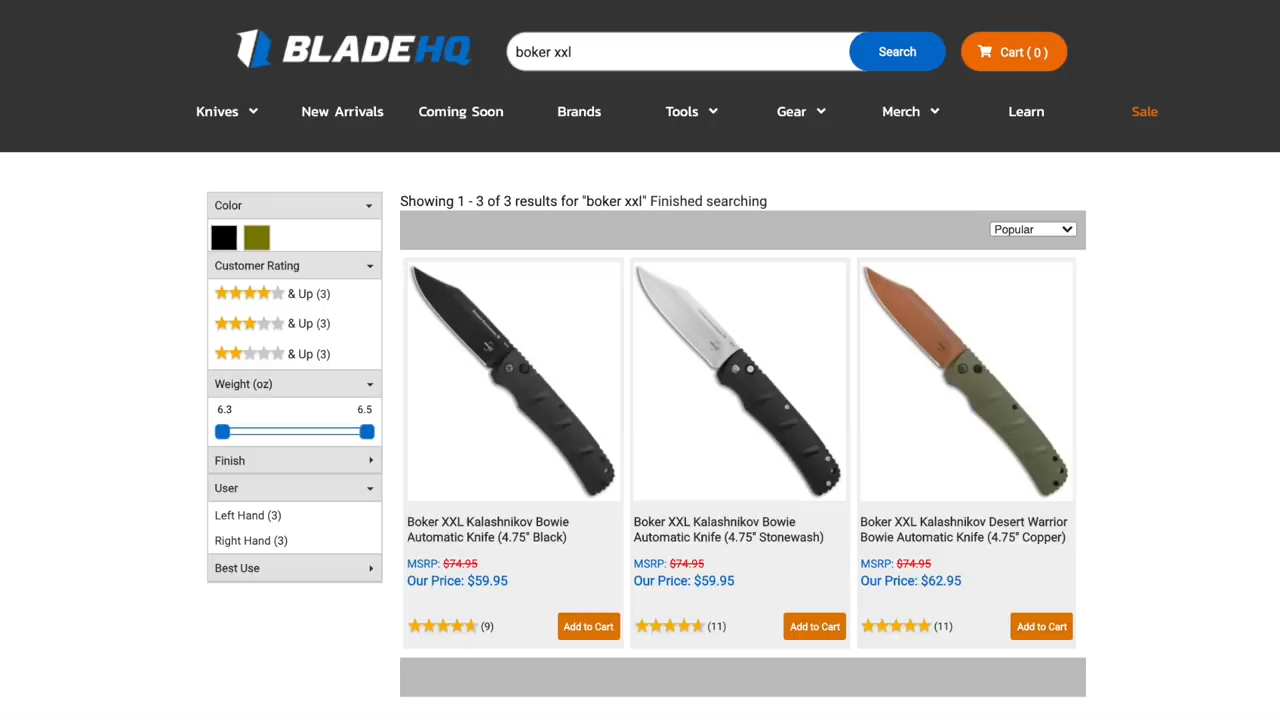 BLADEHQ
boker xxl
Search
Cart ( 0 )
Knives
New Arrivals
Coming Soon
Brands
Tools
Gear
Merch
Learn
Sale
Color
Customer Rating
& Up (3)
& Up (3)
& Up (3)
Weight (oz)
6.3 6.5
Finish
User
Left Hand (3)
Right Hand (3)
Best Use
Showing 1 - 3 of 3 results for "boker xxl" Finished searching
Popular
Boker XXL Kalashnikov Bowie
Automatic Knife (4.75" Black)
MSRP: $74.95
Our Price: $59.95
(9)
Add to Cart
Boker XXL Kalashnikov Bowie
Automatic Knife (4.75" Stonewash)
MSRP: $74.95
Our Price: $59.95
(11)
Add to Cart
Boker XXL Kalashnikov Desert Warrior
Bowie Automatic Knife (4.75" Copper)
MSRP: $74.95
Our Price: $62.95
(11)
Add to Cart